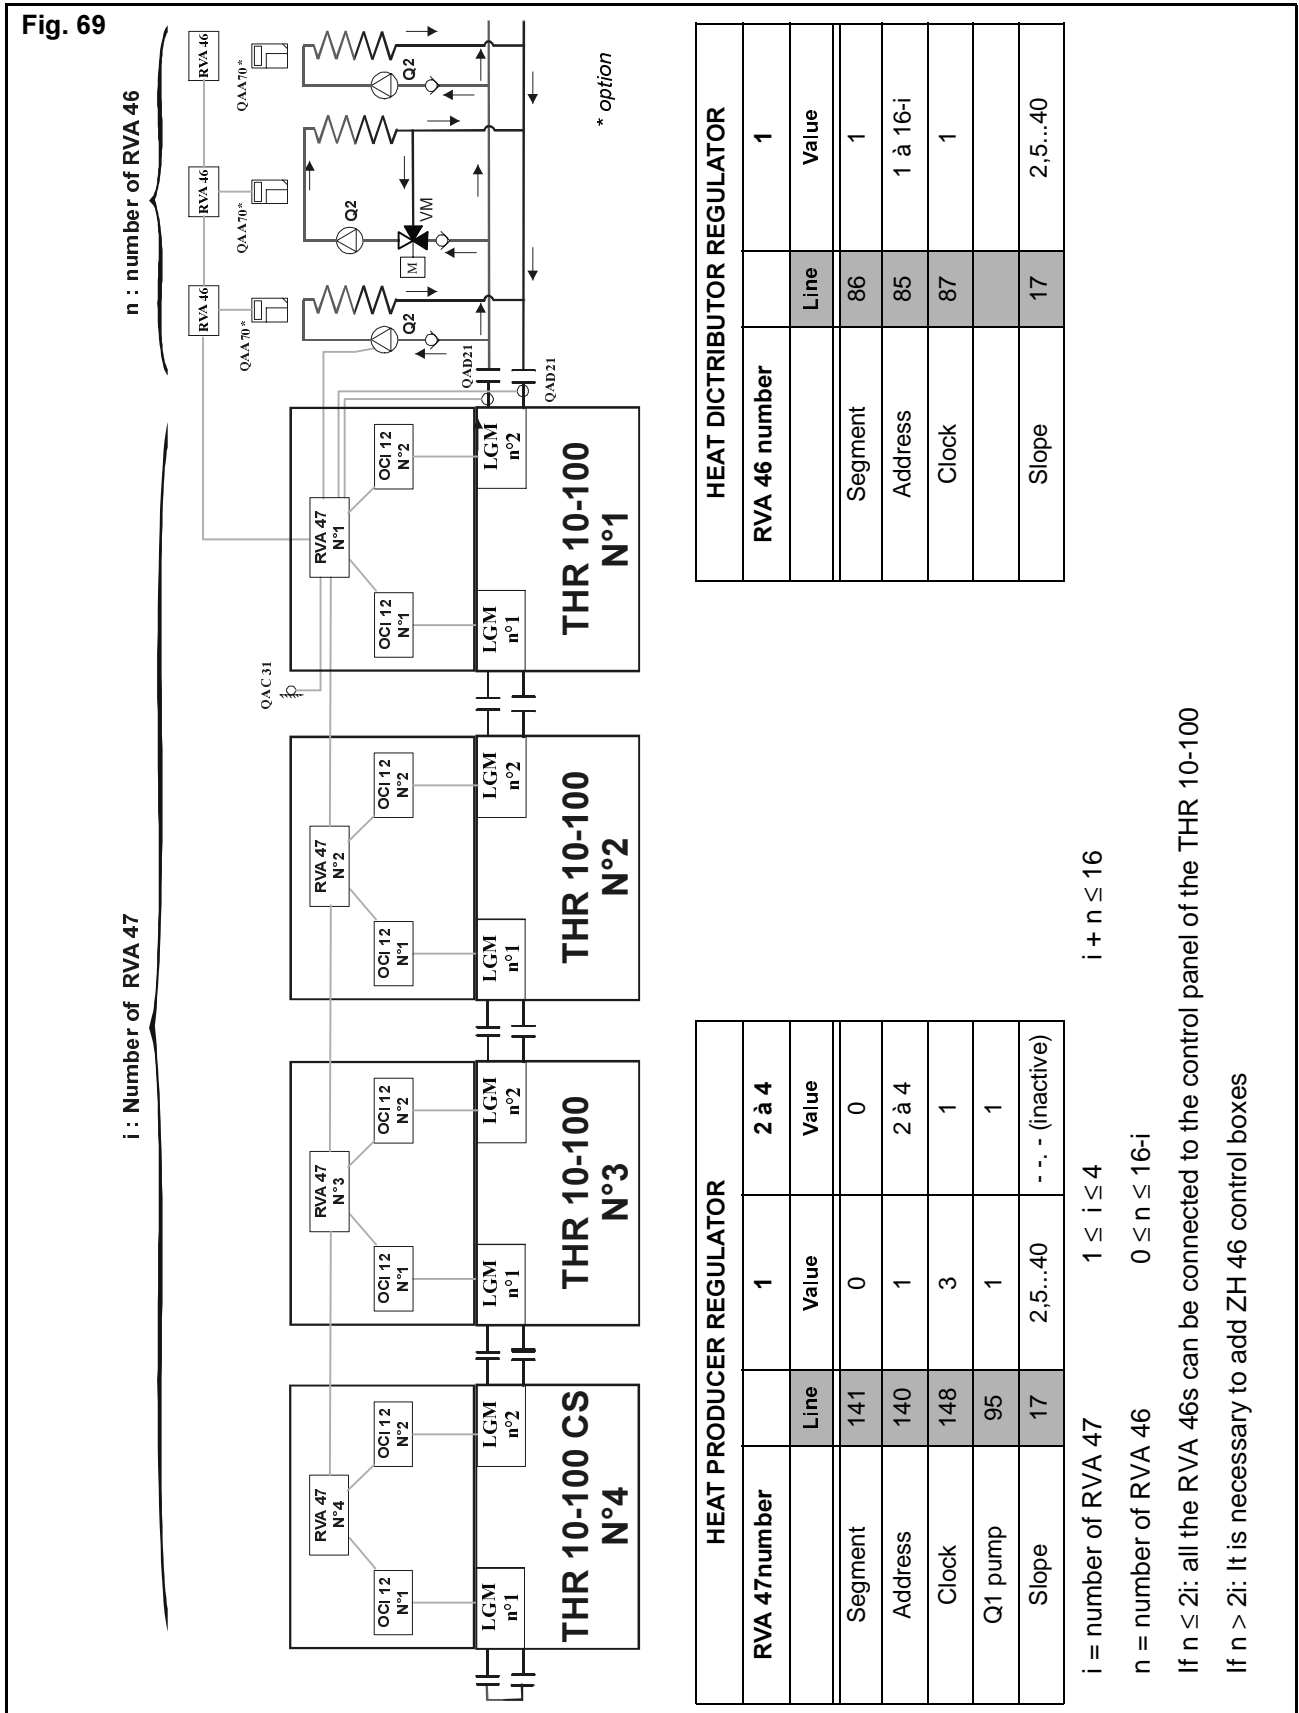 Fig. 69
i : Number of RVA 47
n : number of RVA 46
RVA 46
RVA 46
RVA 46
QAA70*
QAA70*
QAA70*
Q2
Q2
Q2
M
VM
* option
QAC 31
QAD21
QAD21
RVA 47
N°4
OCI 12
N°1
OCI 12
N°2
LGM
n°1
LGM
n°2
THR 10-100 CS
N°4
RVA 47
N°3
OCI 12
N°1
OCI 12
N°2
LGM
n°1
LGM
n°2
THR 10-100
N°3
RVA 47
N°2
OCI 12
N°1
OCI 12
N°2
LGM
n°1
LGM
n°2
THR 10-100
N°2
RVA 47
N°1
OCI 12
N°1
OCI 12
N°2
LGM
n°1
LGM
n°2
THR 10-100
N°1
HEAT PRODUCER REGULATOR
RVA 47number 1 2 à 4
Line Value Value
Segment 141 0 0
Address 140 1 2 à 4
Clock 148 3 1
Q1 pump 95 1 1
Slope 17 2,5...40 - -. - (inactive)
HEAT DICTRIBUTOR REGULATOR
RVA 46 number 1
Line Value
Segment 86 1
Address 85 1 à 16-i
Clock 87 1
Slope 17 2,5...40
i = number of RVA 47 1 ≤ i ≤ 4 i + n ≤ 16
n = number of RVA 46 0 ≤ n ≤ 16-i
If n ≤ 2i: all the RVA 46s can be connected to the control panel of the THR 10-100
If n > 2i: It is necessary to add ZH 46 control boxes